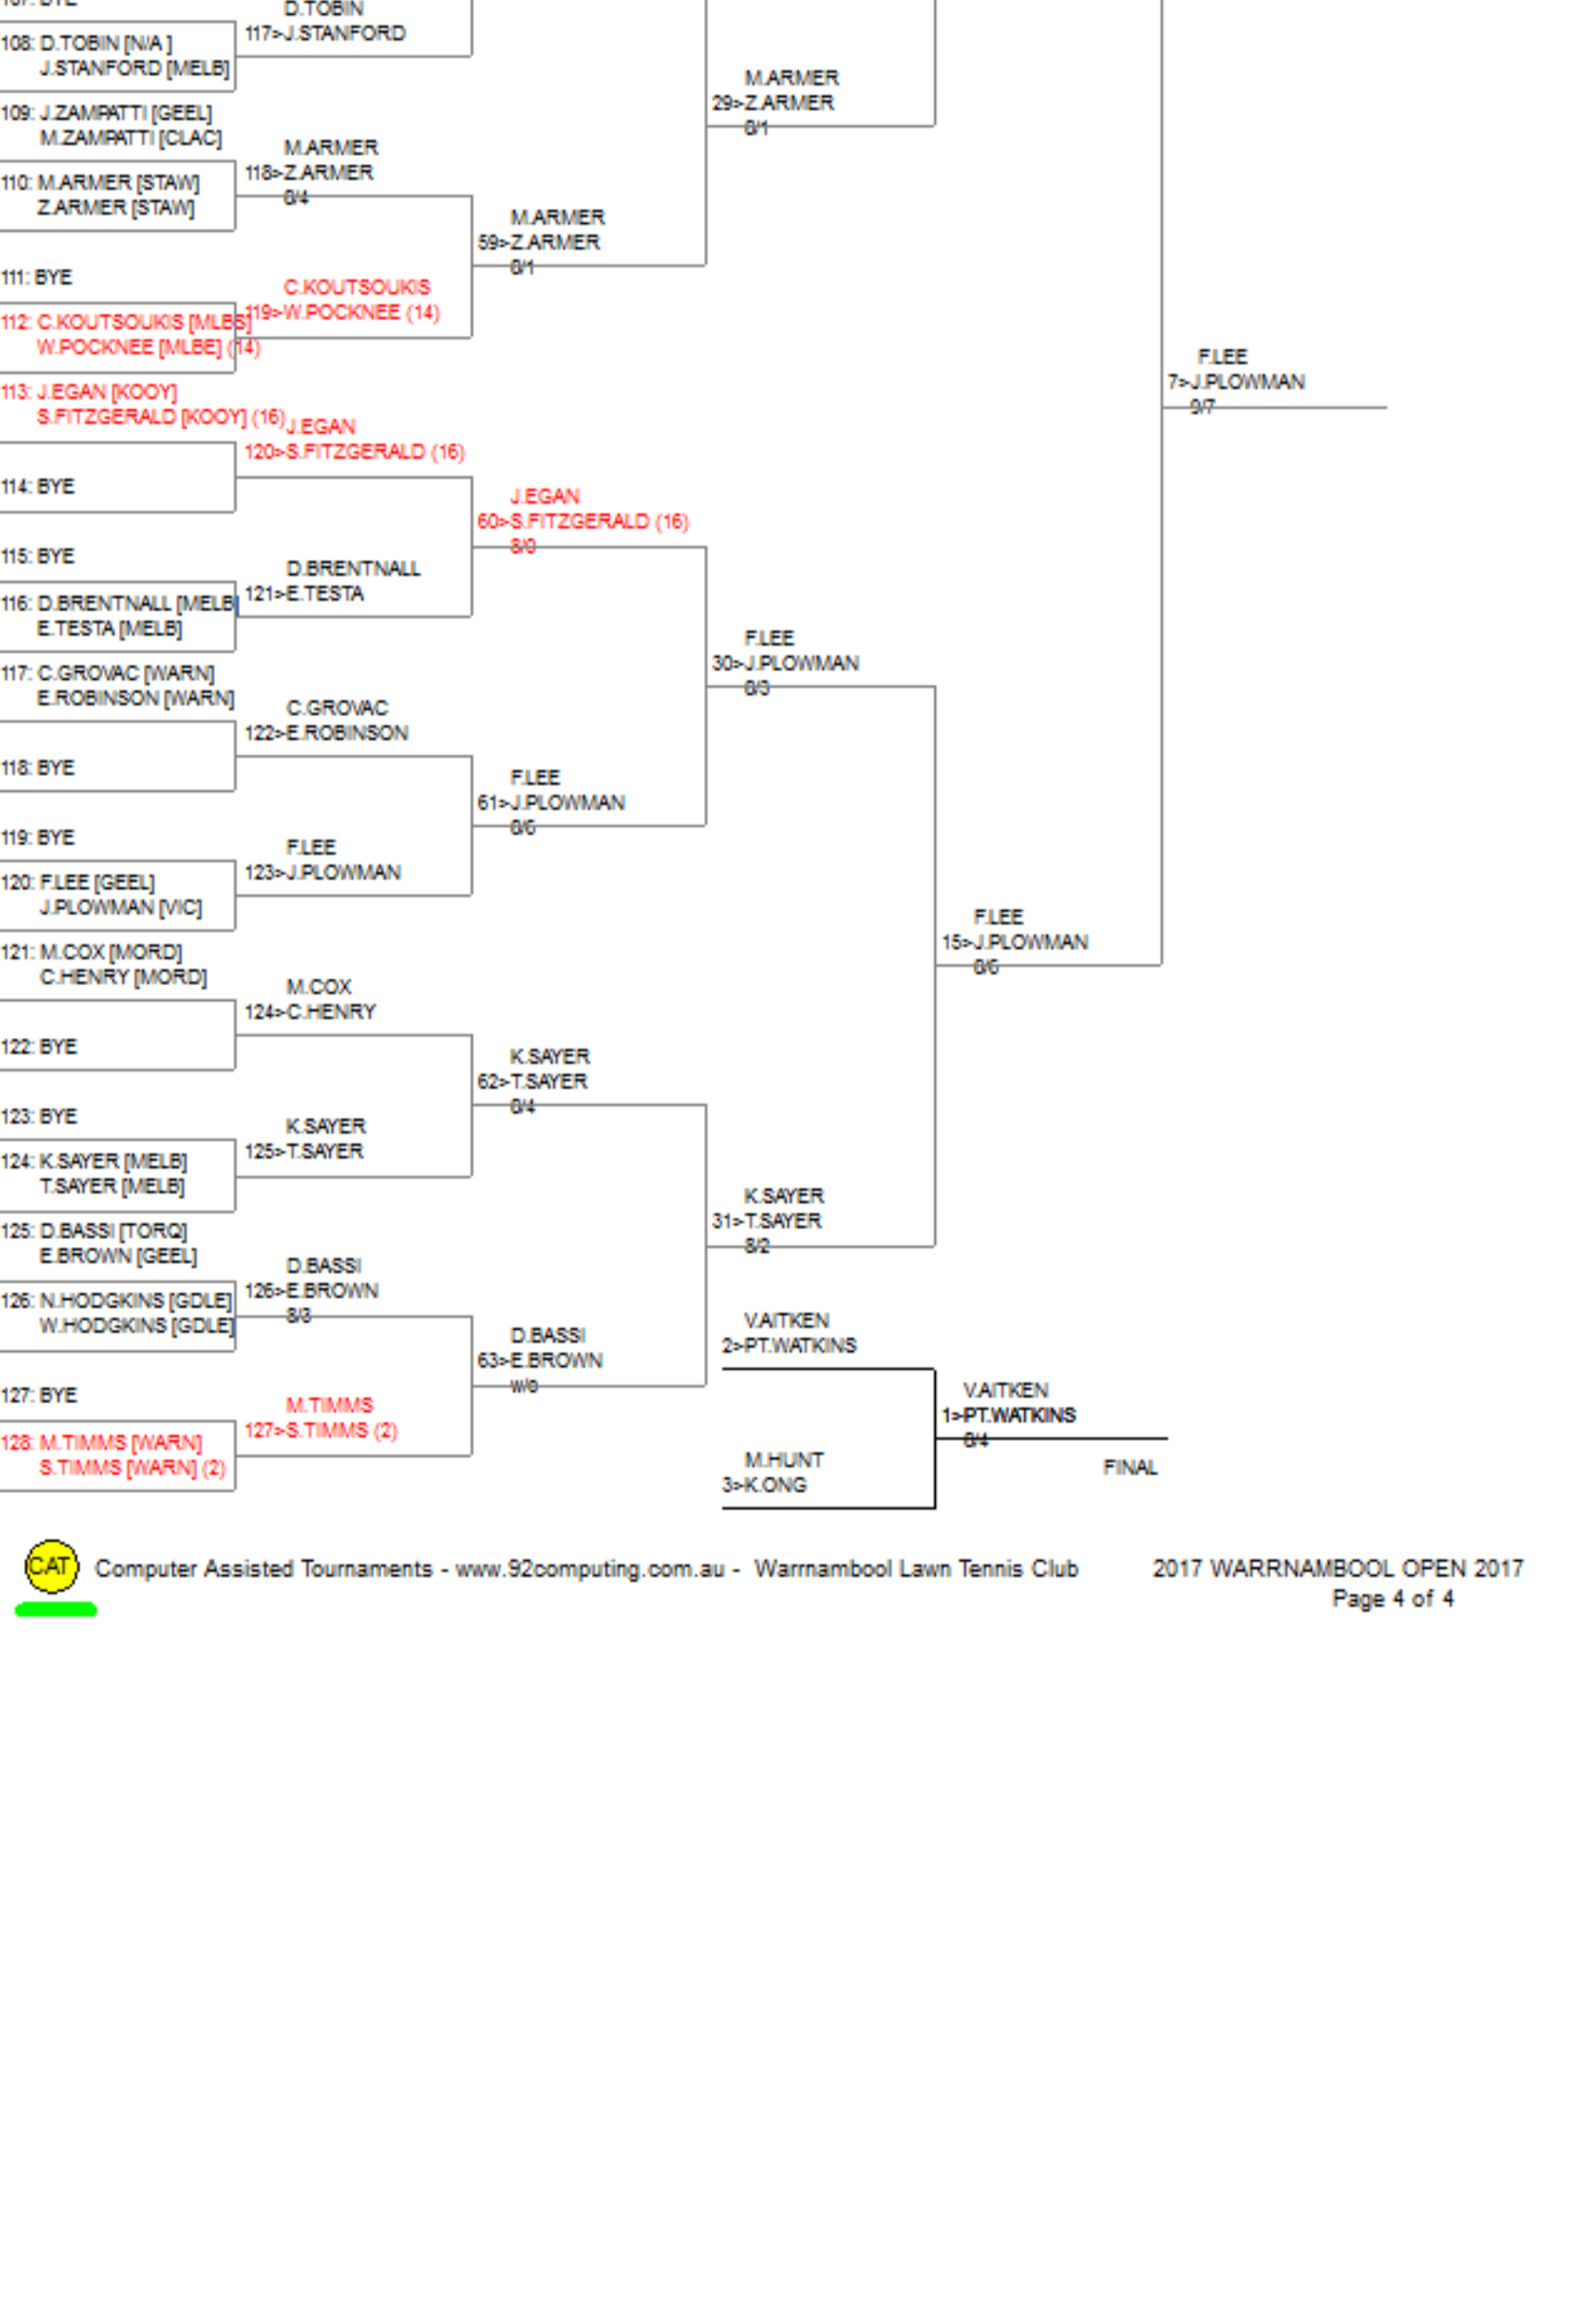 107: BYE
108: D.TOBIN [N/A ]
J.STANFORD [MELB]
109: J.ZAMPATTI [GEEL]
M.ZAMPATTI [CLAC]
110: M.ARMER [STAW]
Z.ARMER [STAW]
111: BYE
112: C.KOUTSOUKIS [MLBS]
W.POCKNEE [MLBE] (14)
113: J.EGAN [KOOY]
S.FITZGERALD [KOOY] (16)
114: BYE
115: BYE
116: D.BRENTNALL [MELB]
E.TESTA [MELB]
117: C.GROVAC [WARN]
E.ROBINSON [WARN]
118: BYE
119: BYE
120: F.LEE [GEEL]
J.PLOWMAN [VIC]
121: M.COX [MORD]
C.HENRY [MORD]
122: BYE
123: BYE
124: K.SAYER [MELB]
T.SAYER [MELB]
125: D.BASSI [TORQ]
E.BROWN [GEEL]
126: N.HODGKINS [GDLE]
W.HODGKINS [GDLE]
127: BYE
128: M.TIMMS [WARN]
S.TIMMS [WARN] (2)
D.TOBIN
117>J.STANFORD
M.ARMER
118>Z.ARMER
8/4
C.KOUTSOUKIS
119>W.POCKNEE (14)
J.EGAN
120>S.FITZGERALD (16)
D.BRENTNALL
121>E.TESTA
C.GROVAC
122>E.ROBINSON
F.LEE
123>J.PLOWMAN
M.COX
124>C.HENRY
K.SAYER
125>T.SAYER
D.BASSI
126>E.BROWN
8/3
M.TIMMS
127>S.TIMMS (2)
M.ARMER
59>Z.ARMER
8/1
J.EGAN
60>S.FITZGERALD (16)
8/0
F.LEE
61>J.PLOWMAN
8/6
K.SAYER
62>T.SAYER
8/4
D.BASSI
63>E.BROWN
w/o
M.ARMER
29>Z.ARMER
8/1
F.LEE
30>J.PLOWMAN
8/3
K.SAYER
31>T.SAYER
8/2
F.LEE
15>J.PLOWMAN
8/6
F.LEE
7>J.PLOWMAN
9/7
V.AITKEN
2>PT.WATKINS
M.HUNT
3>K.ONG
V.AITKEN
1>PT.WATKINS
8/4
FINAL
CAT
Computer Assisted Tournaments - www.92computing.com.au - Warrnambool Lawn Tennis Club
2017 WARRNAMBOOL OPEN 2017
Page 4 of 4